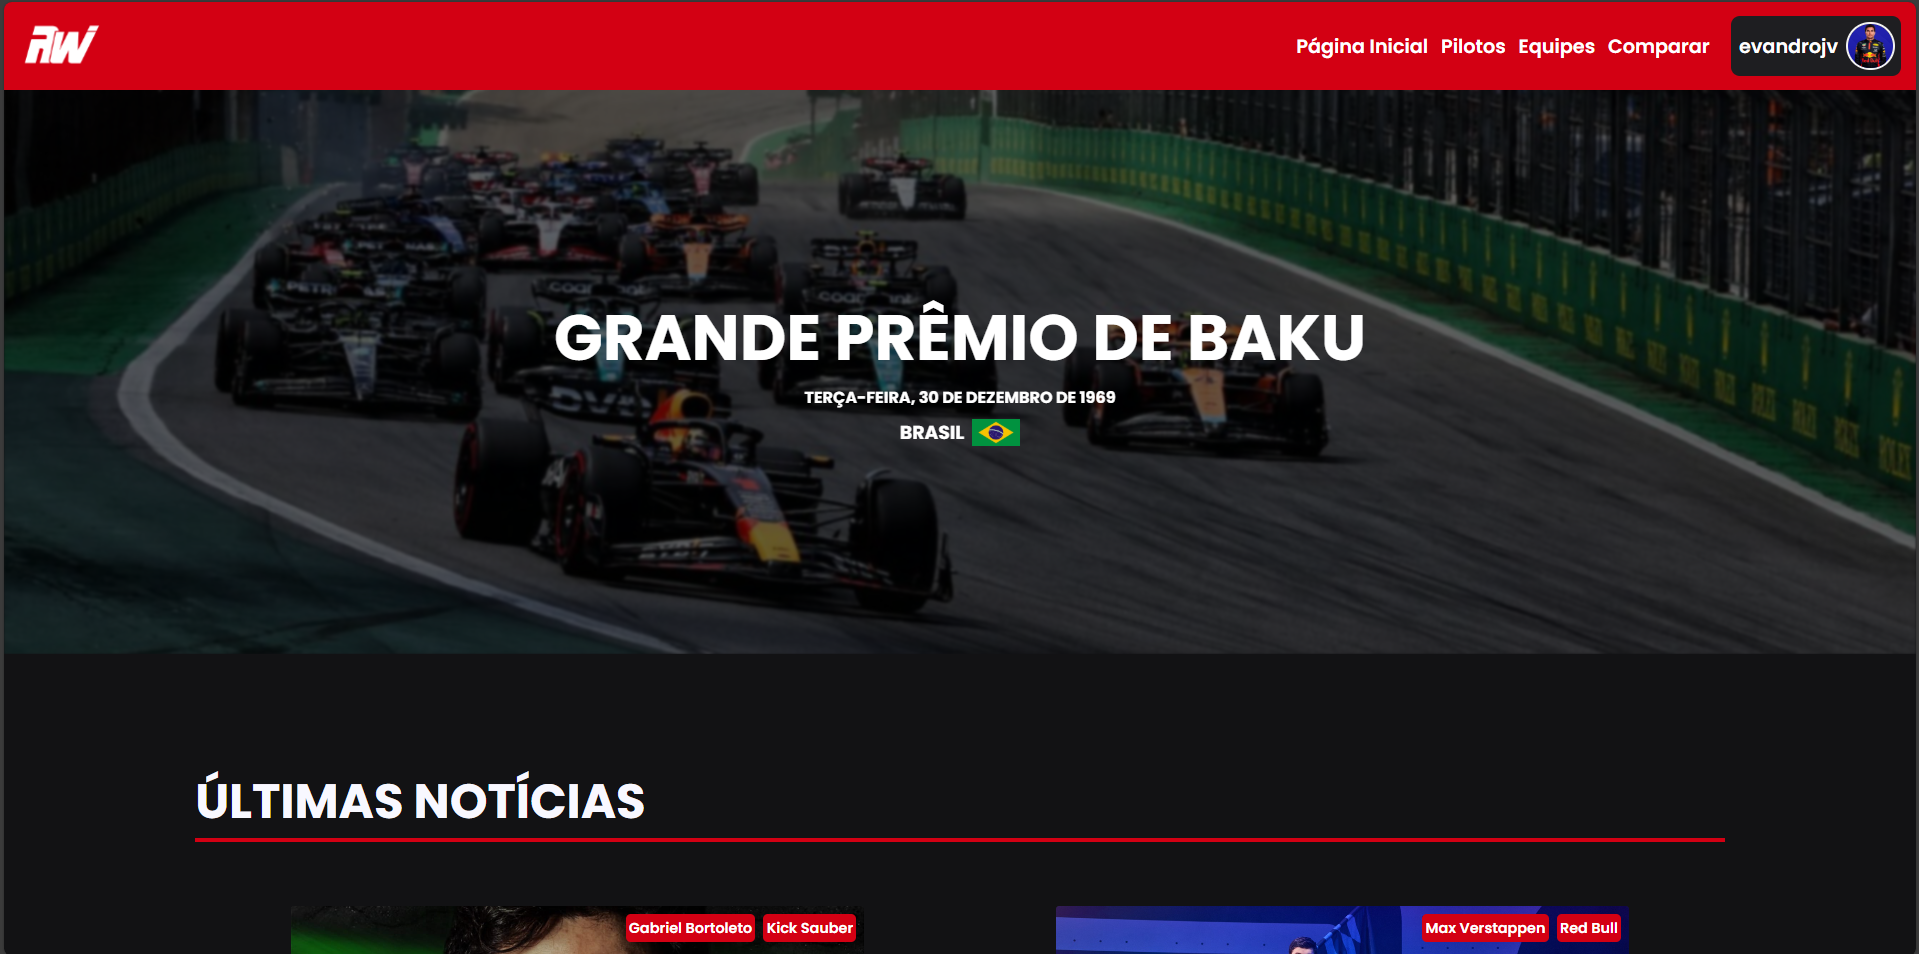 RW
Página Inicial Pilotos Equipes Comparar evandrojv
GRANDE PRÊMIO DE BAKU
TERÇA-FEIRA, 30 DE DEZEMBRO DE 1969
BRASIL
ÚLTIMAS NOTÍCIAS
Gabriel Bortoleto Kick Sauber
Max Verstappen Red Bull